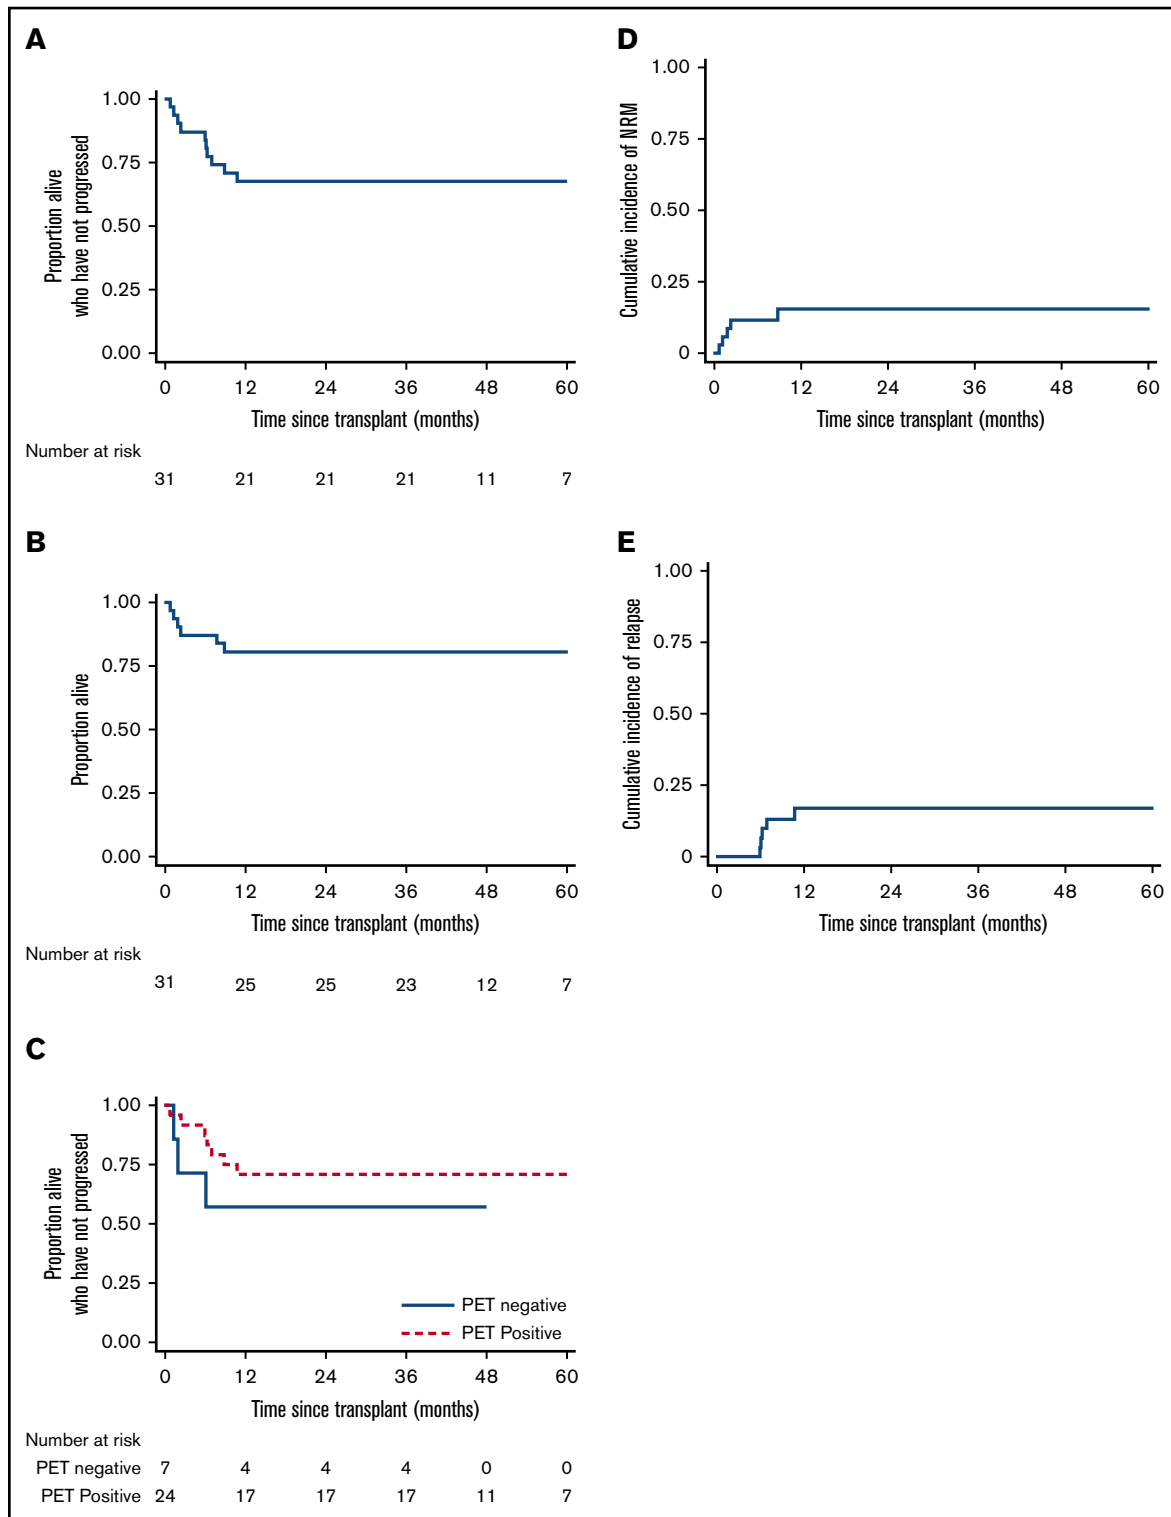 A
1.00
0.75
0.50
0.25
0.00
Proportion alive
who have not progressed
0 12 24 36 48 60
Time since transplant (months)
Number at risk
31 21 21 21 11 7
B
1.00
0.75
0.50
0.25
0.00
Proportion alive
0 12 24 36 48 60
Time since transplant (months)
Number at risk
31 25 25 23 12 7
C
1.00
0.75
0.50
0.25
0.00
Proportion alive
who have not progressed
PET negative
PET Positive
0 12 24 36 48 60
Time since transplant (months)
Number at risk
PET negative 7 4 4 4 0 0
PET Positive 24 17 17 17 11 7
D
1.00
0.75
0.50
0.25
0
Cumulative incidence of NRM
0 12 24 36 48 60
Time since transplant (months)
E
1.00
0.75
0.50
0.25
0
Cumulative incidence of relapse
0 12 24 36 48 60
Time since transplant (months)